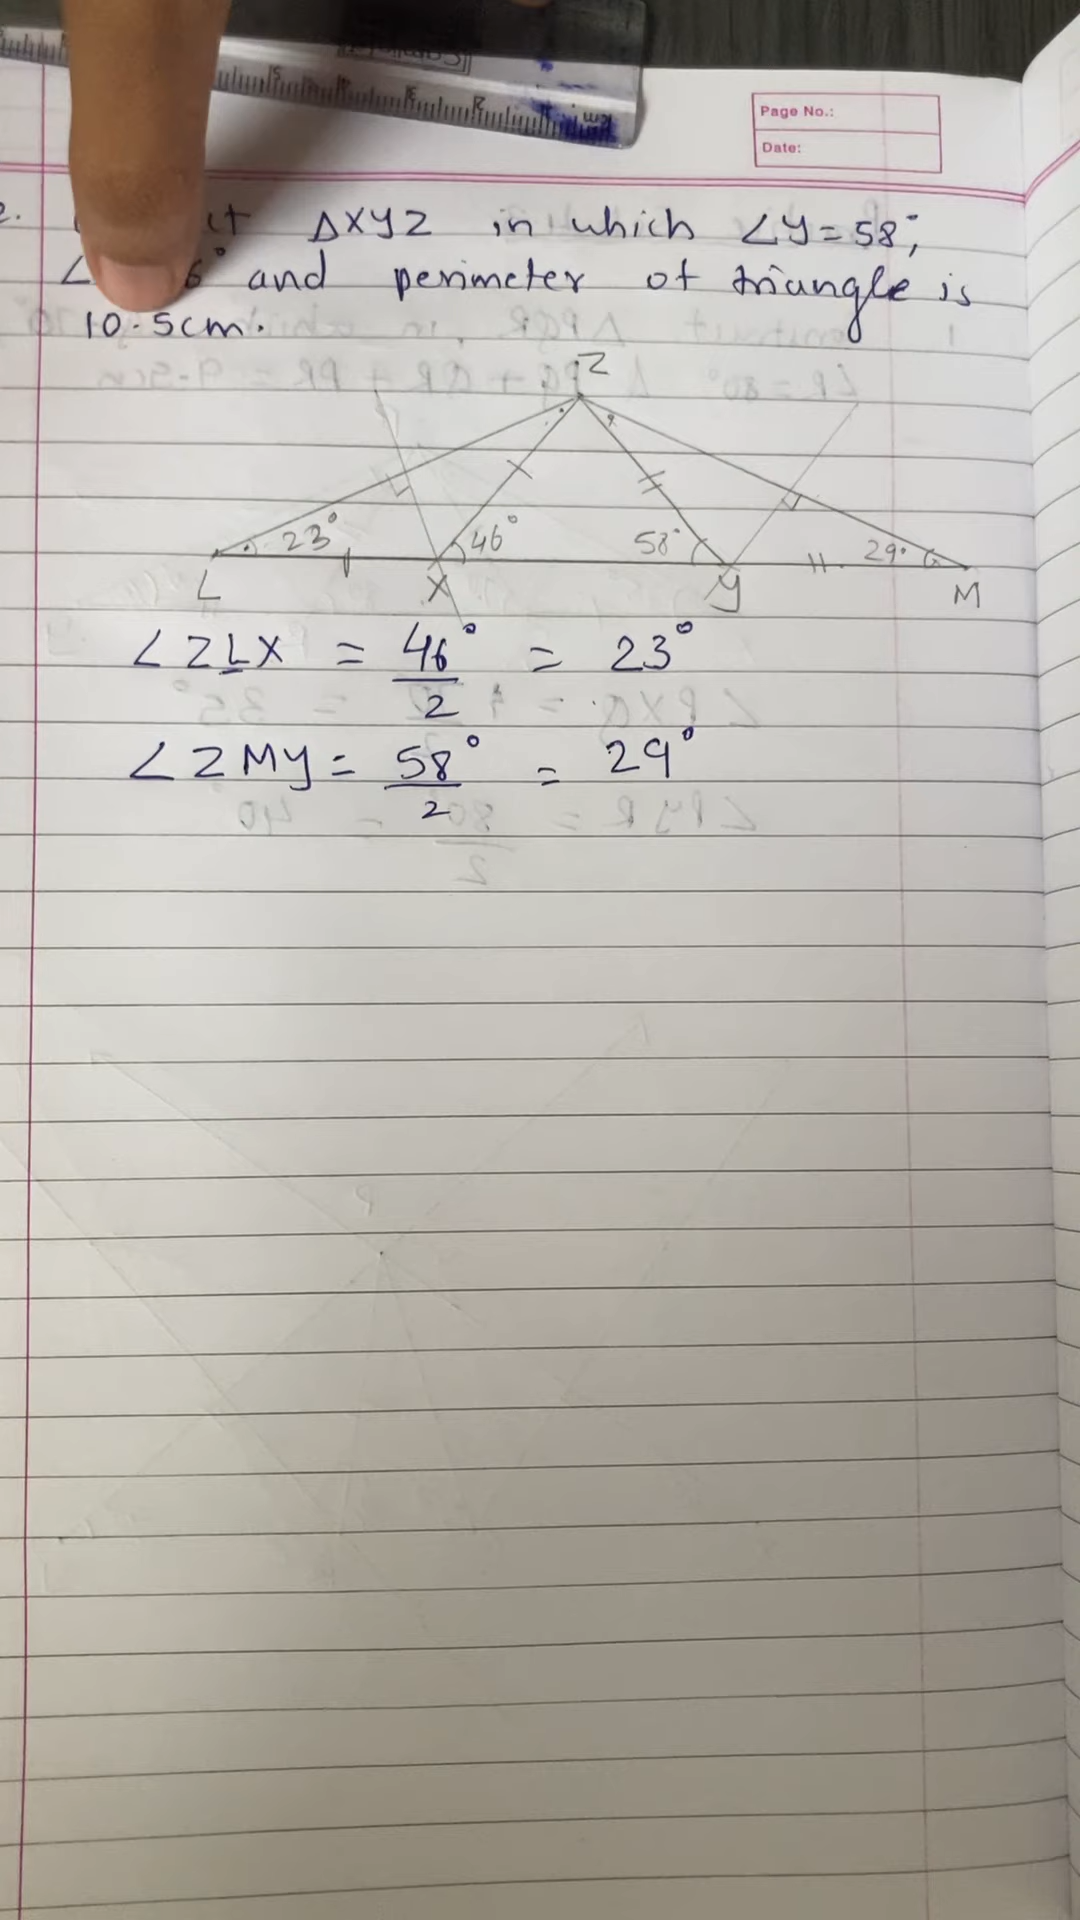 Page No.:
Date:
2. ΔXYZ in which ∠Y=58°,
∠ 6° and perimeter of triangle is
10.5cm.
Z
23° 46° 58° 29°
L X Y M
∠ZLX = 46°/2 = 23°
∠ZMY = 58°/2 = 29°